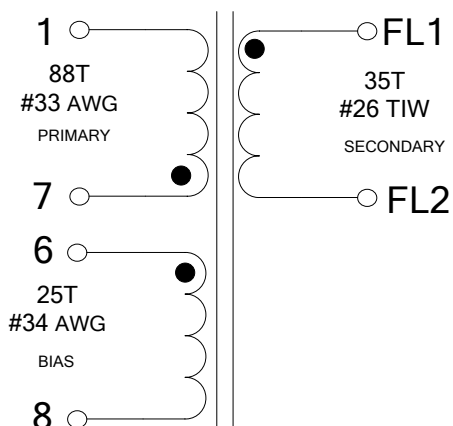 1
88T
#33 AWG
PRIMARY
7
6
25T
#34 AWG
BIAS
8
FL1
35T
#26 TIW
SECONDARY
FL2